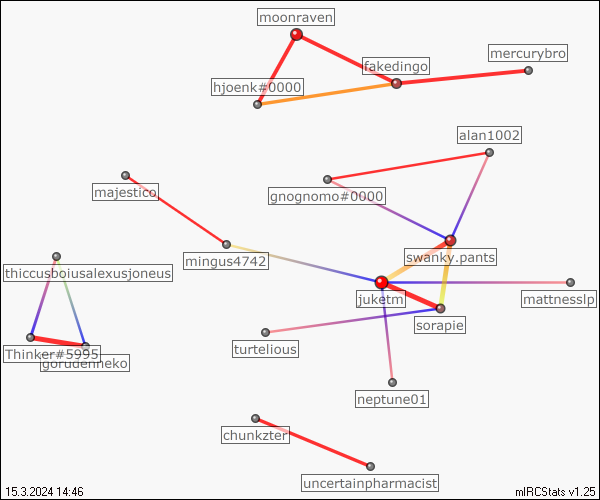 moonraven
mercurybro
fakedingo
hjoenk#0000
alan1002
majestico
gnognomo#0000
swanky.pants
mingus4742
thiccusboiusalexusjoneus
juketm
mattnesslp
sorapie
turtelious
Thinker#5995
gorudenneko
neptune01
chunkzter
uncertainpharmacist
15.3.2024 14:46
mIRCStats v1.25